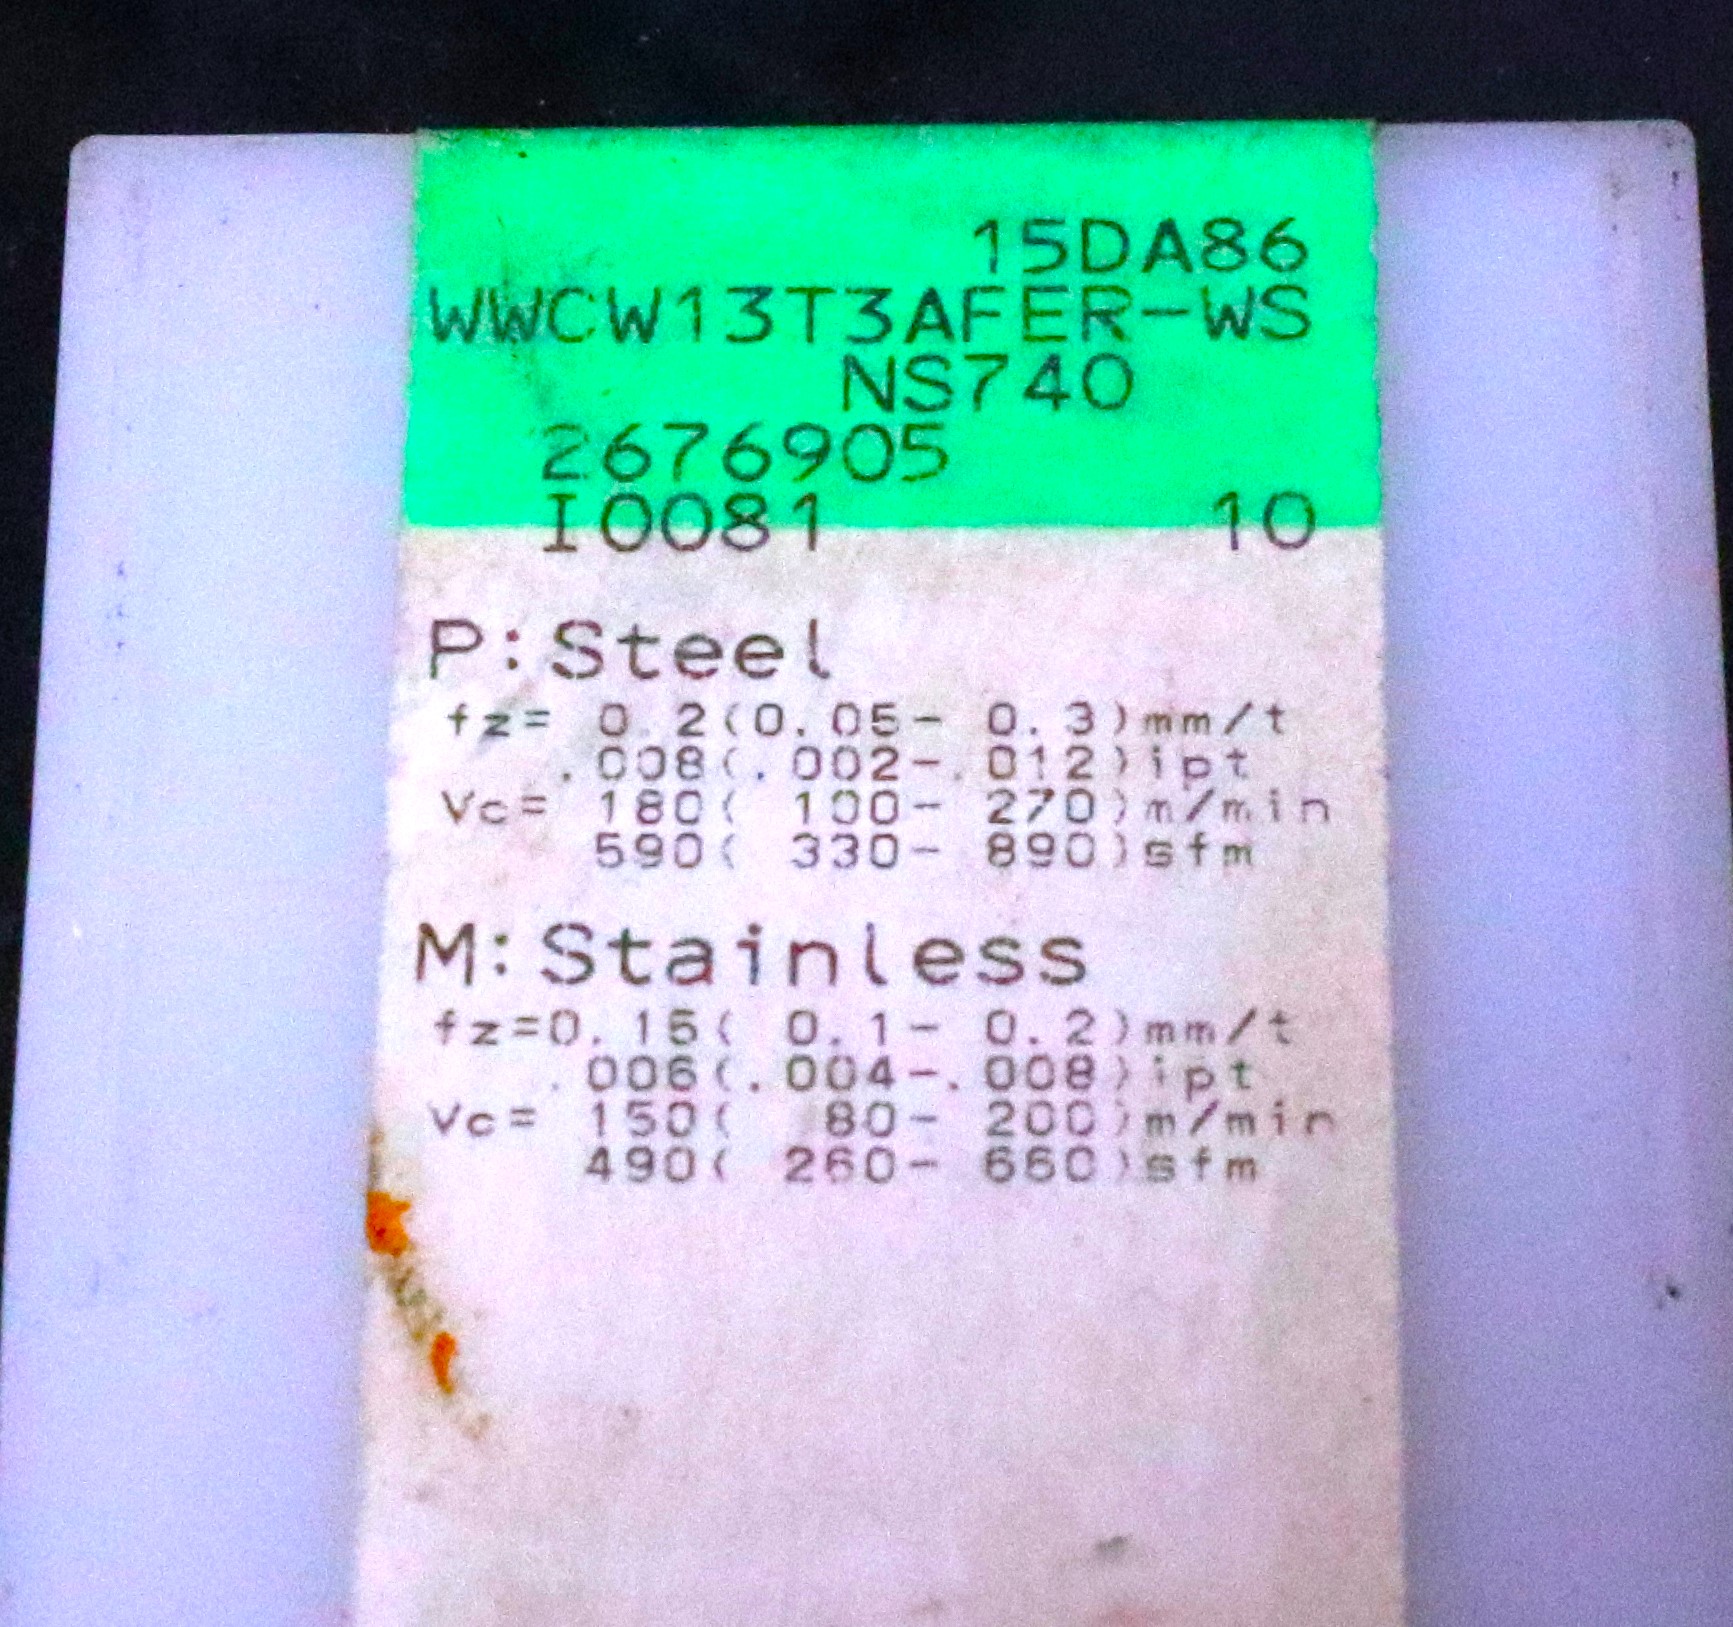 15DA86
WWCW13T3AFER-WS
NS740
2676905
I0081 10
P:Steel
fz= 0.2(0.05- 0.3)mm/t
.008(.002-.012)ipt
Vc= 180( 100- 270)m/min
590( 330- 890)sfm
M:Stainless
fz=0.15( 0.1- 0.2)mm/t
.006(.004-.008)ipt
Vc= 150( 80- 200)m/min
490( 260- 660)sfm